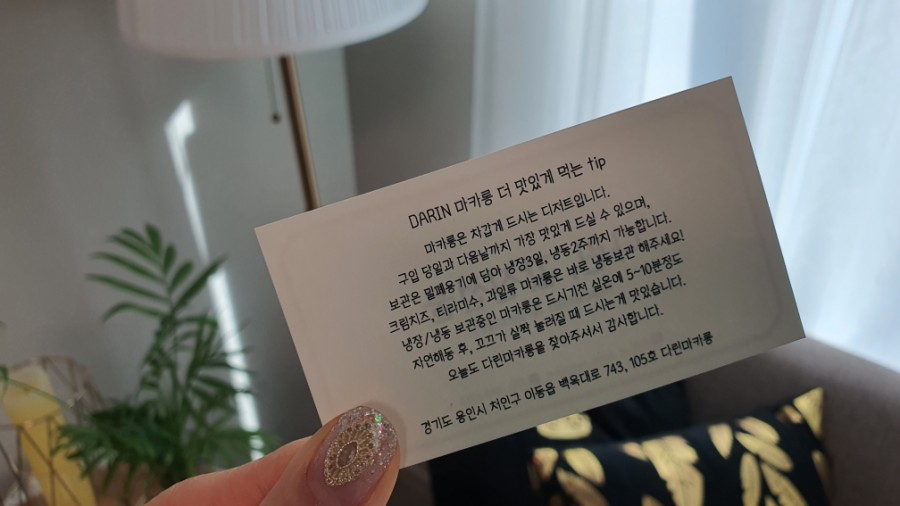 DARIN 마카롱 더 맛있게 먹는 tip
마카롱은 차갑게 드시는 디저트입니다.
구입 당일과 다음날까지 가장 맛있게 드실 수 있으며,
보관은 밀폐용기에 담아 냉장3일, 냉동2주까지 가능합니다.
크림치즈, 티라미수, 과일류 마카롱은 바로 냉동보관 해주세요!
냉장/냉동 보관중인 마카롱은 드시기전 실온에 5-10분정도
자연해동 후, 꼬끄가 살짝 눌러질 때 드시는게 맛있습니다.
오늘도 다린마카롱을 찾아주셔서 감사합니다.
경기도 용인시 처인구 이동읍 백옥대로 743, 105호 다린마카롱